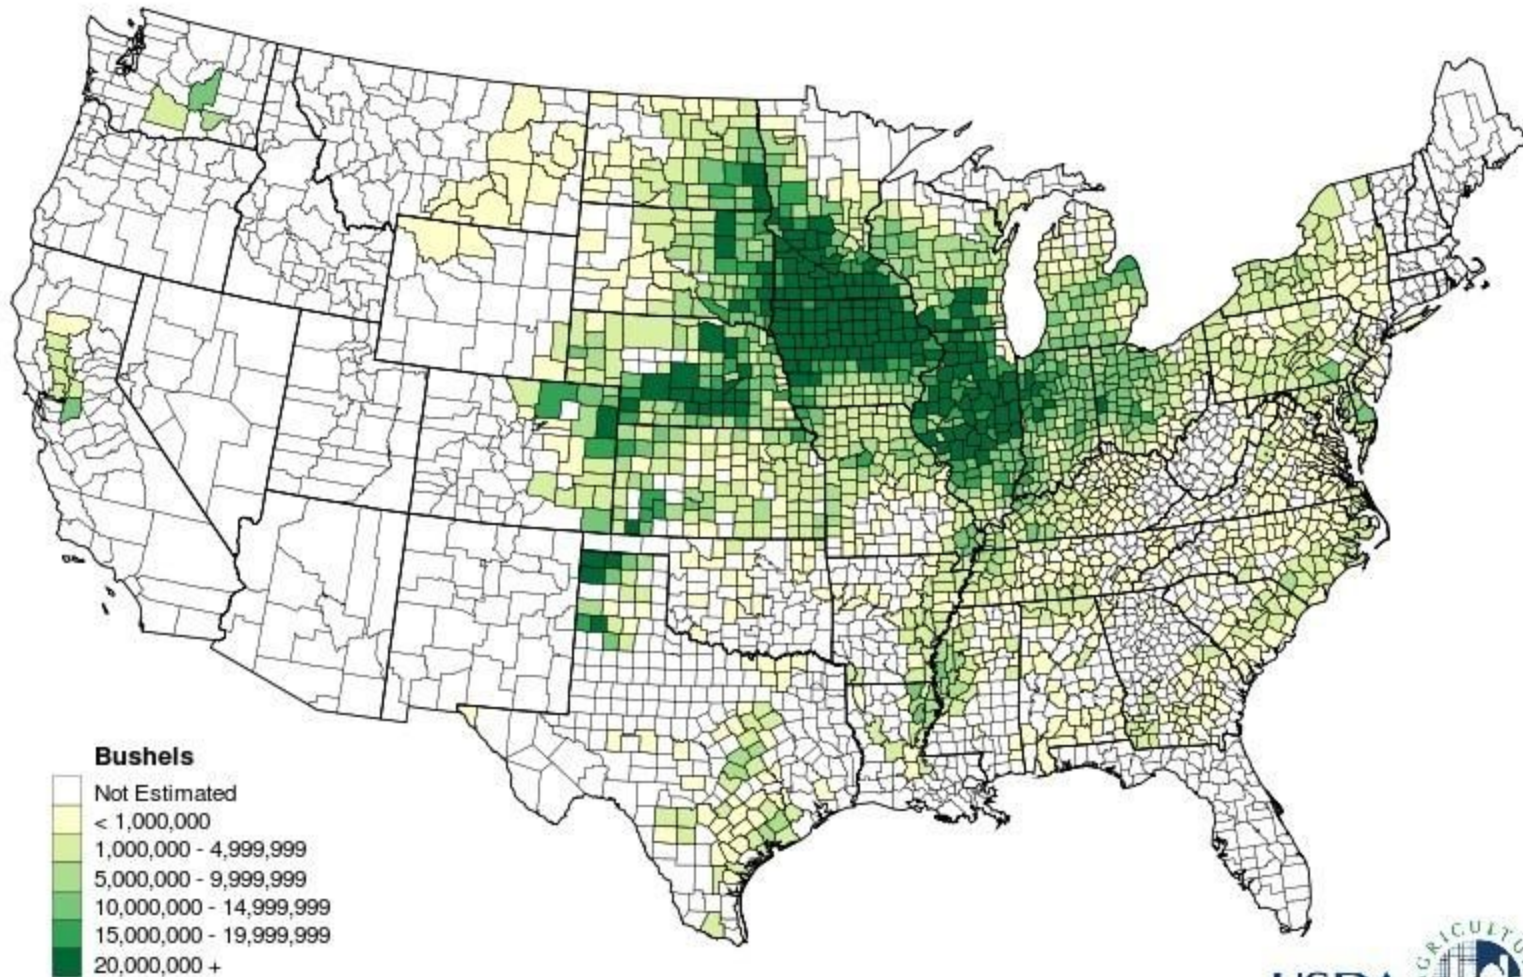 Bushels
Not Estimated
< 1,000,000
1,000,000 - 4,999,999
5,000,000 - 9,999,999
10,000,000 - 14,999,999
15,000,000 - 19,999,999
20,000,000 +